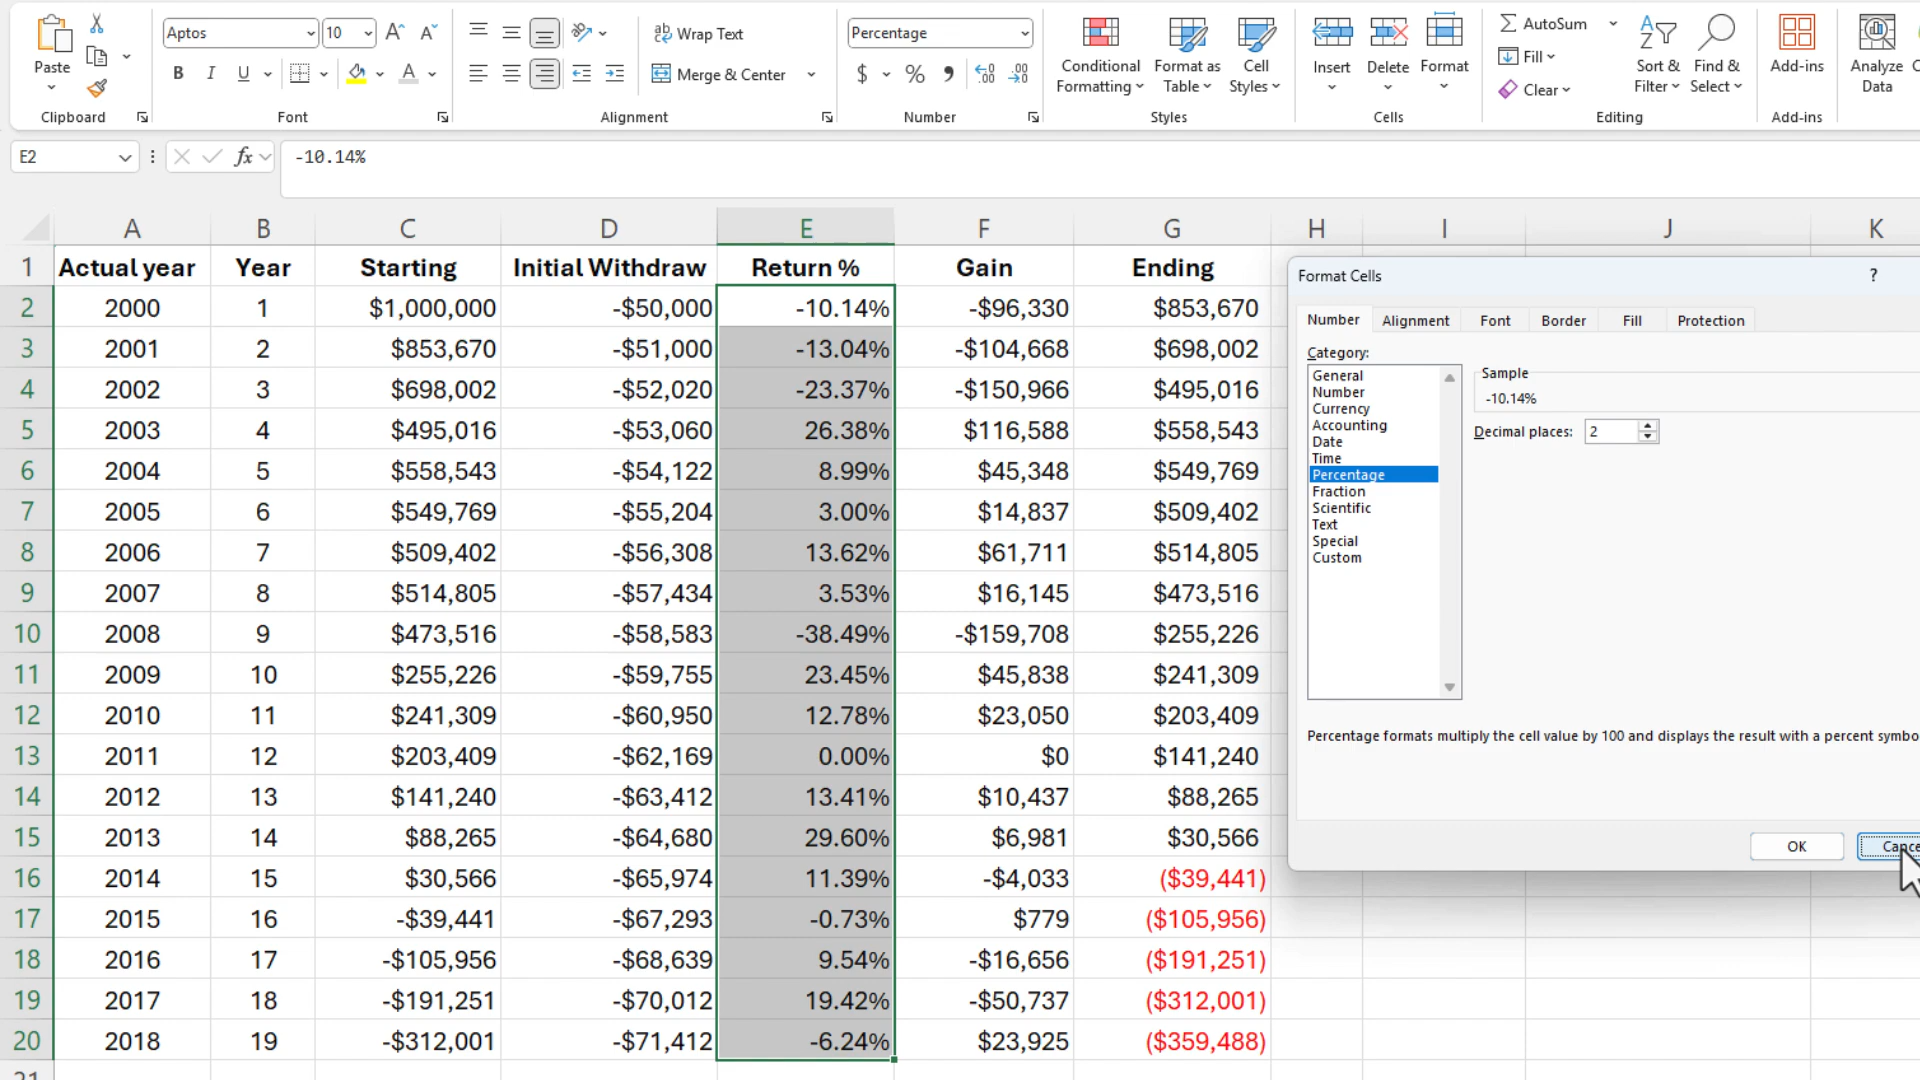 Paste
Clipboard
Aptos
10
B I U
A
Font
Wrap Text
Merge & Center
Alignment
Percentage
$ % 9 .00
Number
Conditional Formatting
Format as Table
Cell Styles
Styles
Insert
Delete
Format
Cells
AutoSum
Fill
Clear
Sort & Filter
Find & Select
Editing
Add-ins
Add-ins
Analyze Data
E2
fx
-10.14%
A B C D E F G H I J K
1 Actual year Year Starting Initial Withdraw Return % Gain Ending
2 2000 1 $1,000,000 -$50,000 -10.14% -$96,330 $853,670
3 2001 2 $853,670 -$51,000 -13.04% -$104,668 $698,002
4 2002 3 $698,002 -$52,020 -23.37% -$150,966 $495,016
5 2003 4 $495,016 -$53,060 26.38% $116,588 $558,543
6 2004 5 $558,543 -$54,122 8.99% $45,348 $549,769
7 2005 6 $549,769 -$55,204 3.00% $14,837 $509,402
8 2006 7 $509,402 -$56,308 13.62% $61,711 $514,805
9 2007 8 $514,805 -$57,434 3.53% $16,145 $473,516
10 2008 9 $473,516 -$58,583 -38.49% -$159,708 $255,226
11 2009 10 $255,226 -$59,755 23.45% $45,838 $241,309
12 2010 11 $241,309 -$60,950 12.78% $23,050 $203,409
13 2011 12 $203,409 -$62,169 0.00% $0 $141,240
14 2012 13 $141,240 -$63,412 13.41% $10,437 $88,265
15 2013 14 $88,265 -$64,680 29.60% $6,981 $30,566
16 2014 15 $30,566 -$65,974 11.39% -$4,033 ($39,441)
17 2015 16 -$39,441 -$67,293 -0.73% $779 ($105,956)
18 2016 17 -$105,956 -$68,639 9.54% -$16,656 ($191,251)
19 2017 18 -$191,251 -$70,012 19.42% -$50,737 ($312,001)
20 2018 19 -$312,001 -$71,412 -6.24% $23,925 ($359,488)
Format Cells
?
Number Alignment Font Border Fill Protection
Category:
General
Number
Currency
Accounting
Date
Time
Percentage
Fraction
Scientific
Text
Special
Custom
Sample
-10.14%
Decimal places: 2
Percentage formats multiply the cell value by 100 and displays the result with a percent symbo
OK
Cance